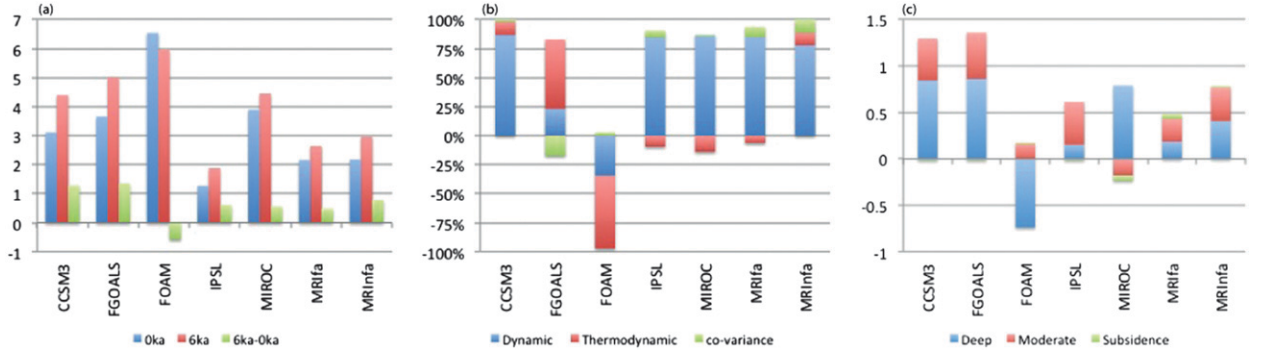 (a)
7
6
5
4
3
2
1
0
-1
CCSM3
FGOALS
FOAM
IPSL
MIROC
MRIfa
MRInfa
0ka 6ka 6ka-0ka
(b)
100%
75%
50%
25%
0%
-25%
-50%
-75%
-100%
CCSM3
FGOALS
FOAM
IPSL
MIROC
MRIfa
MRInfa
Dynamic Thermodynamic co-variance
(c)
1.5
1
0.5
0
-0.5
-1
CCSM3
FGOALS
FOAM
IPSL
MIROC
MRIfa
MRInfa
Deep Moderate Subsidence